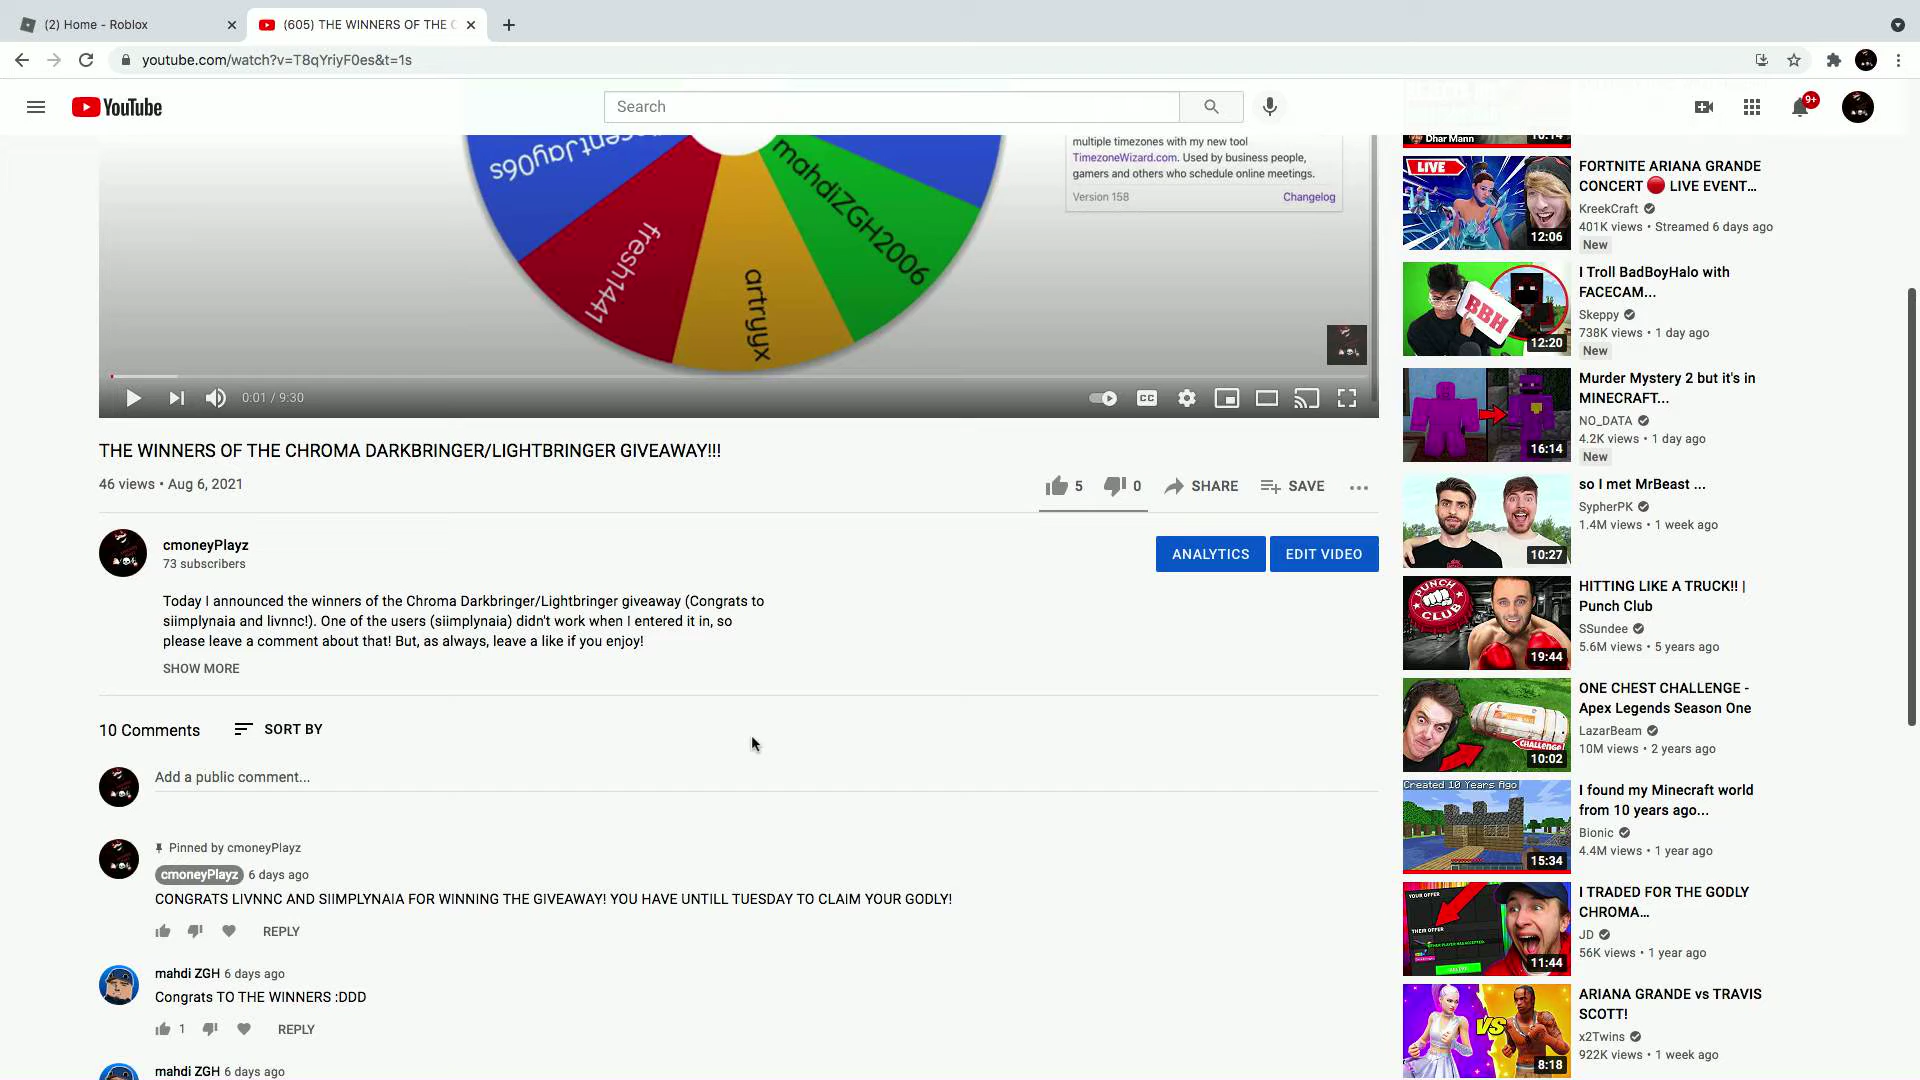 (2) Home - Roblox
(605) THE WINNERS OF THE C
youtube.com/watch?v=T8qYriyF0es&t=1s
YouTube
Search
9+
centJay06s
fresh1441
artryyx
mahdiZGH2006
multiple timezones with my new tool
TimezoneWizard.com. Used by business people,
gamers and others who schedule online meetings.
Version 158
Changelog
0:01 / 9:30
CC
THE WINNERS OF THE CHROMA DARKBRINGER/LIGHTBRINGER GIVEAWAY!!!
46 views • Aug 6, 2021
5
0
SHARE
SAVE
cmoneyPlayz
73 subscribers
ANALYTICS
EDIT VIDEO
Today I announced the winners of the Chroma Darkbringer/Lightbringer giveaway (Congrats to
siimplynaia and livnnc!). One of the users (siimplynaia) didn't work when I entered it in, so
please leave a comment about that! But, as always, leave a like if you enjoy!
SHOW MORE
10 Comments
SORT BY
Add a public comment...
Pinned by cmoneyPlayz
cmoneyPlayz 6 days ago
CONGRATS LIVNNC AND SIIMPLYNAIA FOR WINNING THE GIVEAWAY! YOU HAVE UNTILL TUESDAY TO CLAIM YOUR GODLY!
REPLY
mahdi ZGH 6 days ago
Congrats TO THE WINNERS :DDD
1
REPLY
mahdi ZGH 6 days ago
Dhar Mann
10:14
LIVE
12:06
FORTNITE ARIANA GRANDE
CONCERT 🔴 LIVE EVENT...
KreekCraft
401K views • Streamed 6 days ago
New
BBH
12:20
I Troll BadBoyHalo with
FACECAM...
Skeppy
738K views • 1 day ago
New
16:14
Murder Mystery 2 but it's in
MINECRAFT...
NO_DATA
4.2K views • 1 day ago
New
10:27
so I met MrBeast ...
SypherPK
1.4M views • 1 week ago
PUNCH
CLUB
19:44
HITTING LIKE A TRUCK!! |
Punch Club
SSundee
5.6M views • 5 years ago
CHALLENGE
10:02
ONE CHEST CHALLENGE -
Apex Legends Season One
LazarBeam
10M views • 2 years ago
Created 10 Years Ago
15:34
I found my Minecraft world
from 10 years ago...
Bionic
4.4M views • 1 year ago
YOUR OFFER
THEIR OFFER
11:44
I TRADED FOR THE GODLY
CHROMA...
JD
56K views • 1 year ago
VS
8:18
ARIANA GRANDE vs TRAVIS
SCOTT!
x2Twins
922K views • 1 week ago